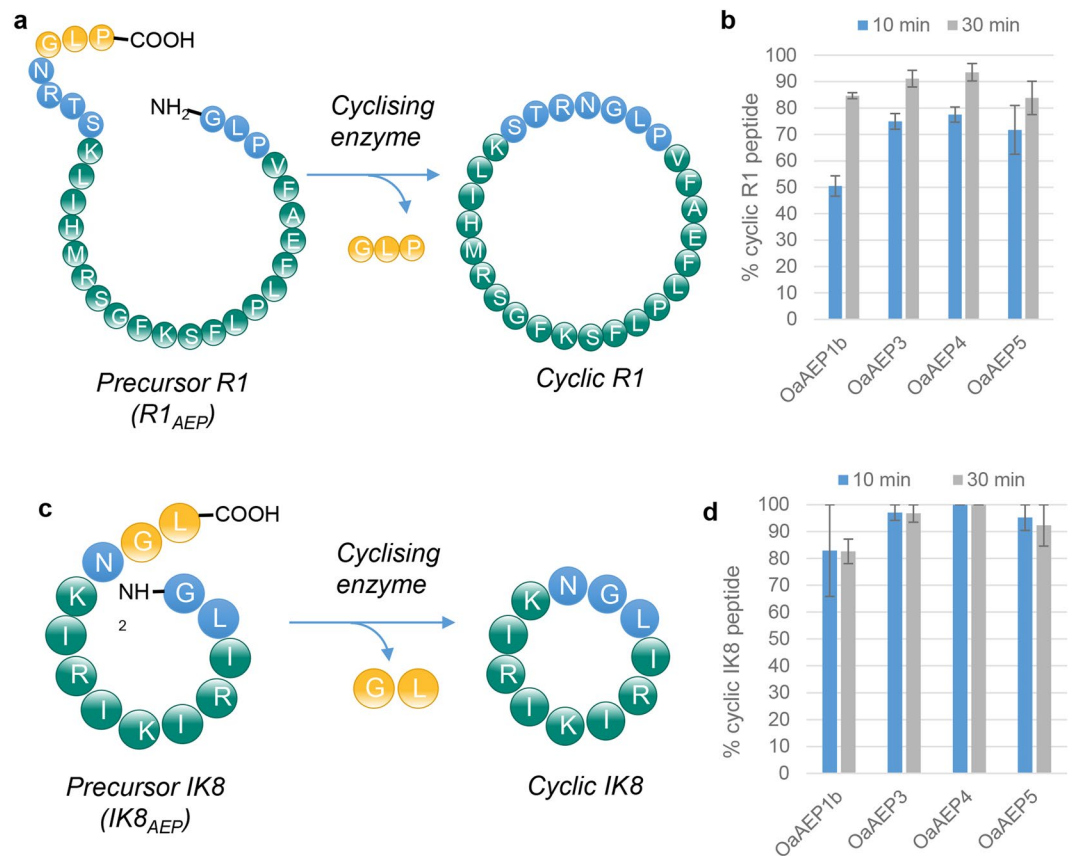 a
G L P COOH
N
R
T
S
NH2 G L P
K L I H M R S G F K S F L P L F E A F V
Cyclising
enzyme
G L P
S T R N G L P
K L I H M R S G F K S F L P L F E A F V
Precursor R1
(R1AEP)
Cyclic R1
b
10 min 30 min
% cyclic R1 peptide
100
90
80
70
60
50
40
30
20
10
0
OaAEP1b OaAEP3 OaAEP4 OaAEP5
c
N G L COOH
NH
2
G L
K I R I K I R I
Cyclising
enzyme
G L
N G L
K I R I K I R I
Precursor IK8
(IK8AEP)
Cyclic IK8
d
10 min 30 min
% cyclic IK8 peptide
100
90
80
70
60
50
40
30
20
10
0
OaAEP1b OaAEP3 OaAEP4 OaAEP5